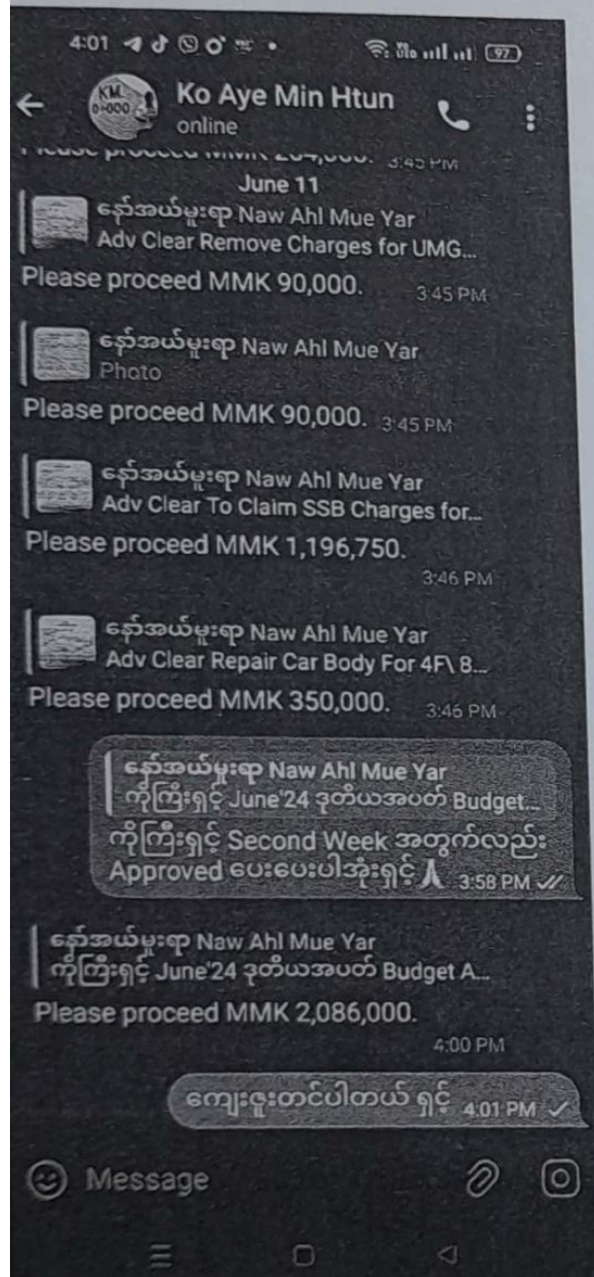 4:01
97
KM.
Ko Aye Min Htun
online
3:45 PM
June 11
နော်အယ်မူးရာ Naw Ahl Mue Yar
Adv Clear Remove Charges for UMG...
Please proceed MMK 90,000. 3:45 PM
နော်အယ်မူးရာ Naw Ahl Mue Yar
Photo
Please proceed MMK 90,000. 3:45 PM
နော်အယ်မူးရာ Naw Ahl Mue Yar
Adv Clear To Claim SSB Charges for...
Please proceed MMK 1,196,750.
3:46 PM
နော်အယ်မူးရာ Naw Ahl Mue Yar
Adv Clear Repair Car Body For 4F\ 8...
Please proceed MMK 350,000. 3:46 PM
နော်အယ်မူးရာ Naw Ahl Mue Yar
ကိုကြီးရှင့် June'24 ဒုတိယအပတ် Budget...
ကိုကြီးရှင့် Second Week အတွက်လည်း
Approved ပေးပေးပါအုံးရှင့် 3:58 PM
နော်အယ်မူးရာ Naw Ahl Mue Yar
ကိုကြီးရှင့် June'24 ဒုတိယအပတ် Budget A...
Please proceed MMK 2,086,000.
4:00 PM
ကျေးဇူးတင်ပါတယ် ရှင့် 4:01 PM
Message